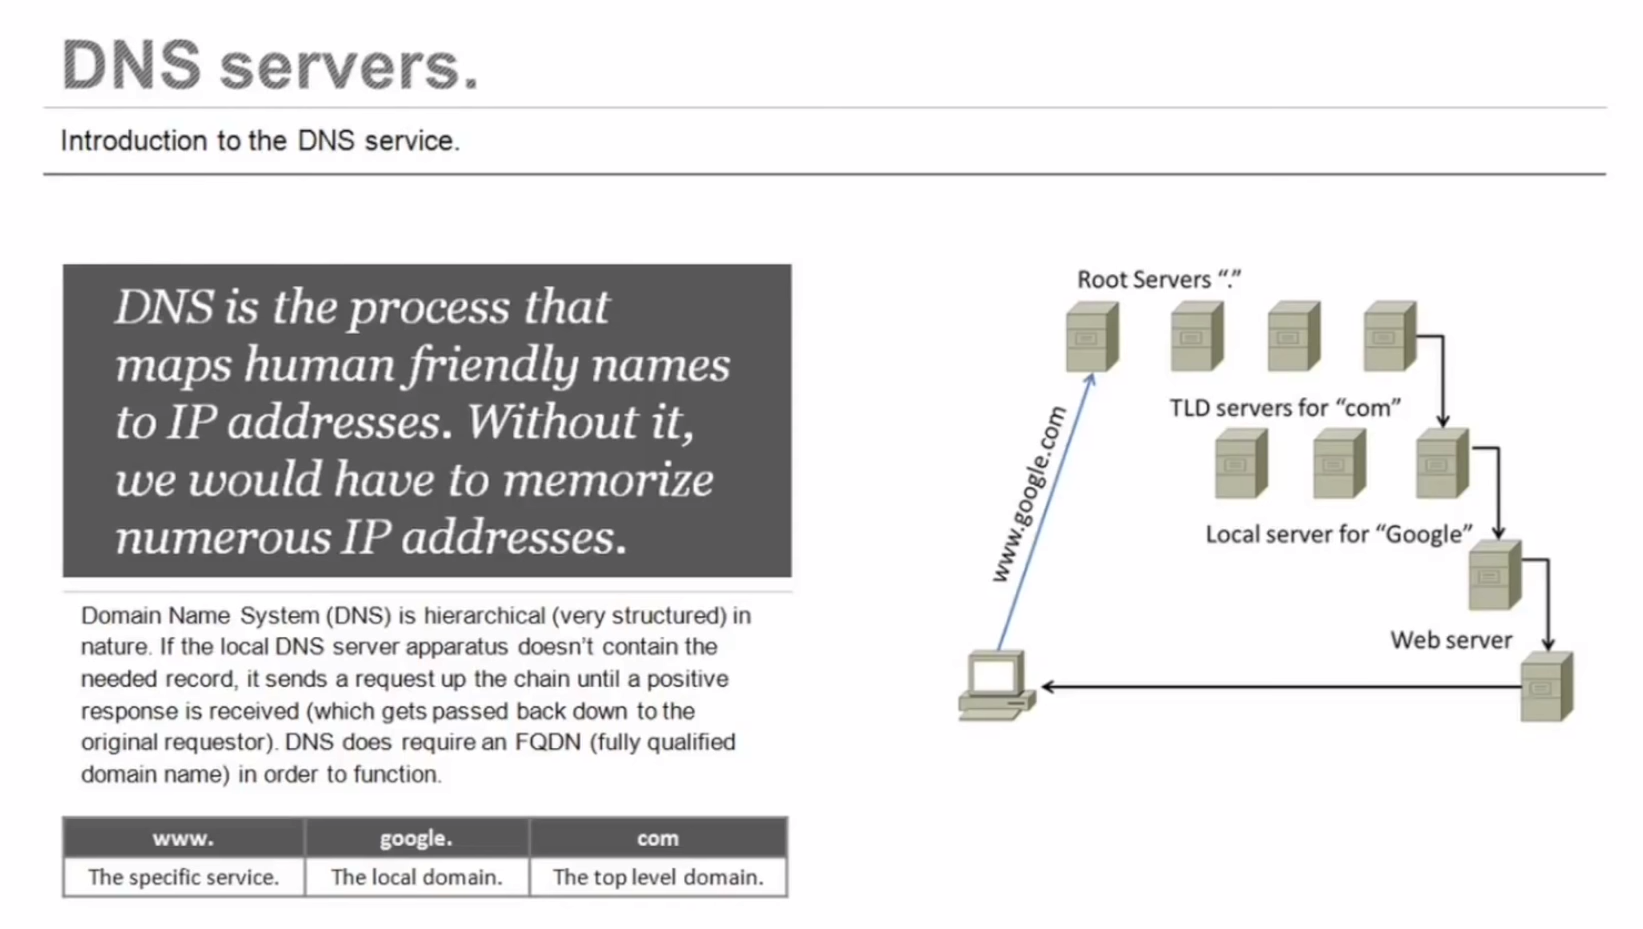 DNS servers.
Introduction to the DNS service.
DNS is the process that
maps human friendly names
to IP addresses. Without it,
we would have to memorize
numerous IP addresses.
Domain Name System (DNS) is hierarchical (very structured) in
nature. If the local DNS server apparatus doesn't contain the
needed record, it sends a request up the chain until a positive
response is received (which gets passed back down to the
original requestor). DNS does require an FQDN (fully qualified
domain name) in order to function.
www. google. com
The specific service. The local domain. The top level domain.
Root Servers “.”
TLD servers for “com”
www.google.com
Local server for “Google”
Web server